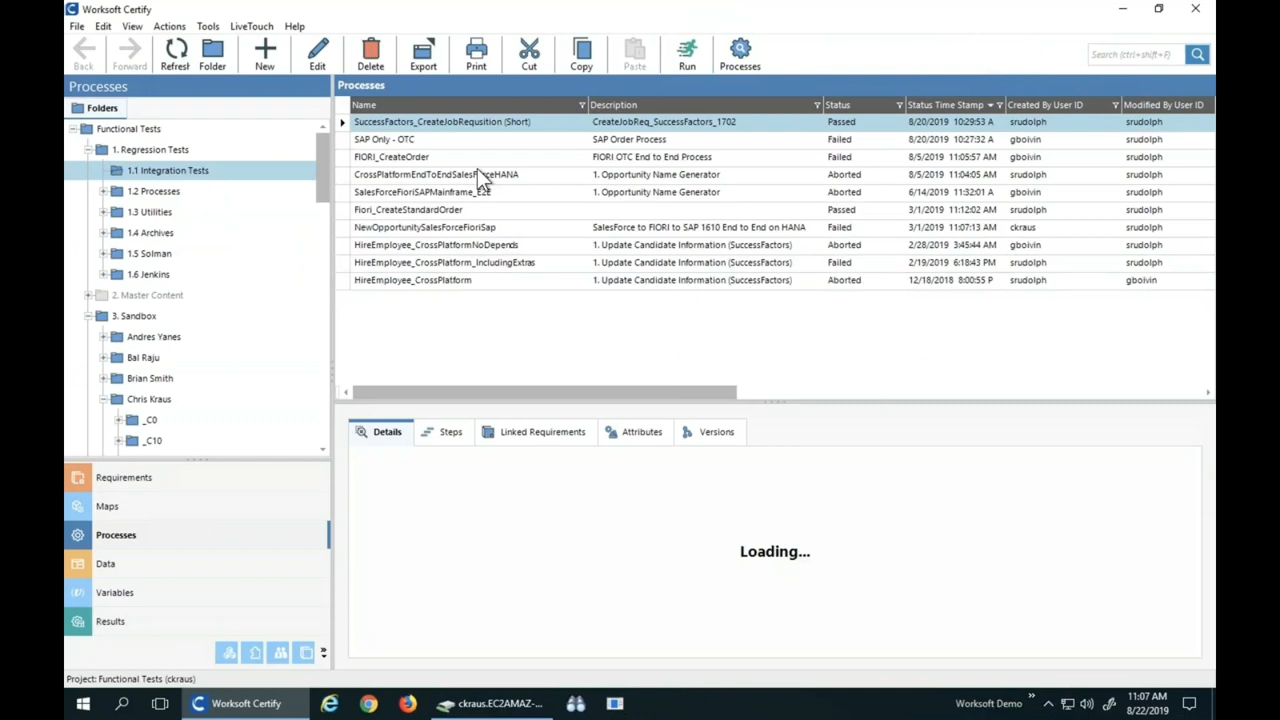 Worksoft Certify
File Edit View Actions Tools LiveTouch Help
Back Forward Refresh Folder New Edit Delete Export Print Cut Copy Paste Run Processes Search (ctrl+shift+F)
Processes
Folders
Functional Tests
1. Regression Tests
1.1 Integration Tests
1.2 Processes
1.3 Utilities
1.4 Archives
1.5 Solman
1.6 Jenkins
2. Master Content
3. Sandbox
Andres Yanes
Bal Raju
Brian Smith
Chris Kraus
_C0
_C10
Requirements
Maps
Processes
Data
Variables
Results
Processes
Name Description Status Status Time Stamp Created By User ID Modified By User ID
SuccessFactors_CreateJobRequsition (Short) CreateJobReq_SuccessFactors_1702 Passed 8/20/2019 10:29:53 A srudolph srudolph
SAP Only - OTC SAP Order Process Failed 8/20/2019 10:27:32 A gboivin srudolph
FIORI_CreateOrder FIORI OTC End to End Process Failed 8/5/2019 11:05:57 AM gboivin srudolph
CrossPlatformEndToEndSalesForceHANA 1. Opportunity Name Generator Aborted 8/5/2019 11:04:05 AM srudolph srudolph
SalesForceFioriSAPMainframe_E2E 1. Opportunity Name Generator Aborted 6/14/2019 11:32:01 A gboivin srudolph
Fiori_CreateStandardOrder Passed 3/1/2019 11:12:02 AM srudolph srudolph
NewOpportunitySalesForceFioriSap SalesForce to FIORI to SAP 1610 End to End on HANA Failed 3/1/2019 11:07:13 AM ckraus srudolph
HireEmployee_CrossPlatformNoDepends 1. Update Candidate Information (SuccessFactors) Aborted 2/28/2019 3:45:44 AM gboivin srudolph
HireEmployee_CrossPlatform_IncludingExtras 1. Update Candidate Information (SuccessFactors) Failed 2/19/2019 6:18:43 PM srudolph srudolph
HireEmployee_CrossPlatform 1. Update Candidate Information (SuccessFactors) Aborted 12/18/2018 8:00:55 P srudolph gboivin
Details Steps Linked Requirements Attributes Versions
Loading...
Project: Functional Tests (ckraus)
Worksoft Certify ckraus.EC2AMAZ-... Worksoft Demo 11:07 AM
8/22/2019